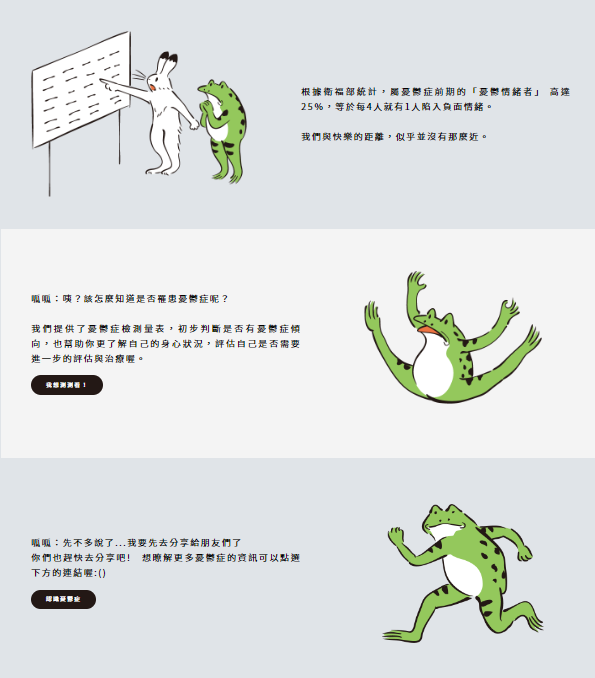 根據衛福部統計，屬憂鬱症前期的「憂鬱情緒者」 高達
25%，等於每4人就有1人陷入負面情緒。
我們與快樂的距離，似乎並沒有那麼近。
呱呱：咦？該怎麼知道是否罹患憂鬱症呢？
我們提供了憂鬱症檢測量表，初步判斷是否有憂鬱症傾
向，也幫助你更了解自己的身心狀況，評估自己是否需要
進一步的評估與治療喔。
我想測測看！
呱呱：先不多說了...我要先去分享給朋友們了
你們也趕快去分享吧! 想瞭解更多憂鬱症的資訊可以點選
下方的連結喔:()
認識憂鬱症